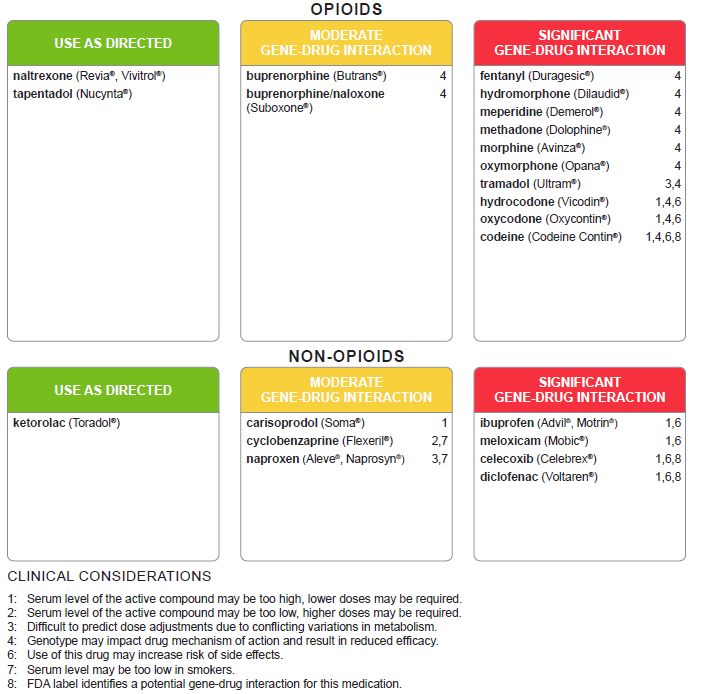 OPIOIDS
USE AS DIRECTED
naltrexone (Revia®, Vivitrol®)
tapentadol (Nucynta®)
MODERATE
GENE-DRUG INTERACTION
buprenorphine (Butrans®) 4
buprenorphine/naloxone 4
(Suboxone®)
SIGNIFICANT
GENE-DRUG INTERACTION
fentanyl (Duragesic®) 4
hydromorphone (Dilaudid®) 4
meperidine (Demerol®) 4
methadone (Dolophine®) 4
morphine (Avinza®) 4
oxymorphone (Opana®) 4
tramadol (Ultram®) 3,4
hydrocodone (Vicodin®) 1,4,6
oxycodone (Oxycontin®) 1,4,6
codeine (Codeine Contin®) 1,4,6,8
NON-OPIOIDS
USE AS DIRECTED
ketorolac (Toradol®)
MODERATE
GENE-DRUG INTERACTION
carisoprodol (Soma®) 1
cyclobenzaprine (Flexeril®) 2,7
naproxen (Aleve®, Naprosyn®) 3,7
SIGNIFICANT
GENE-DRUG INTERACTION
ibuprofen (Advil®, Motrin®) 1,6
meloxicam (Mobic®) 1,6
celecoxib (Celebrex®) 1,6,8
diclofenac (Voltaren®) 1,6,8
CLINICAL CONSIDERATIONS
1: Serum level of the active compound may be too high, lower doses may be required.
2: Serum level of the active compound may be too low, higher doses may be required.
3: Difficult to predict dose adjustments due to conflicting variations in metabolism.
4: Genotype may impact drug mechanism of action and result in reduced efficacy.
6: Use of this drug may increase risk of side effects.
7: Serum level may be too low in smokers.
8: FDA label identifies a potential gene-drug interaction for this medication.